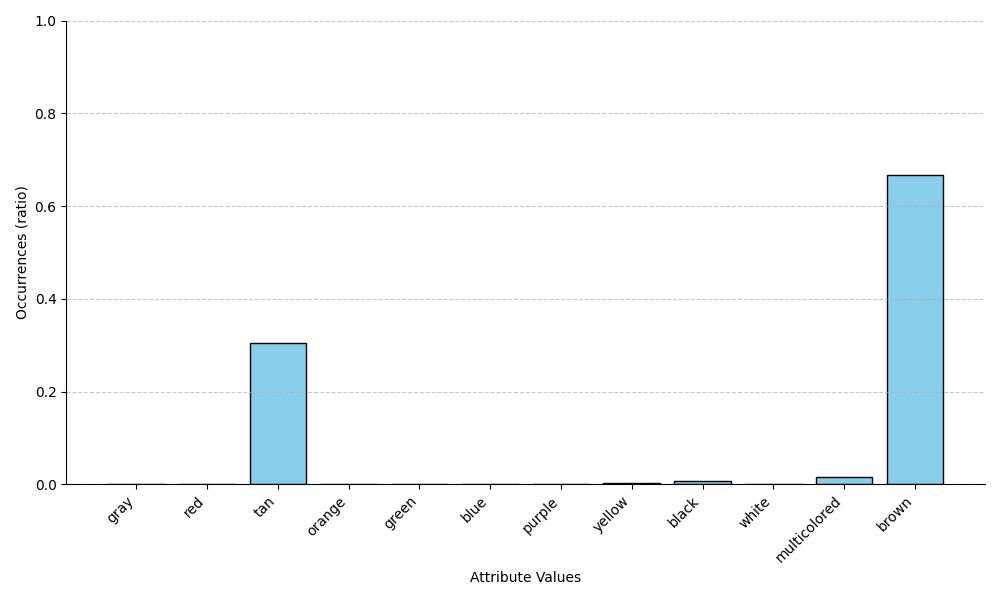 1.0
0.8
0.6
0.4
0.2
0.0
Occurrences (ratio)
gray
red
tan
orange
green
blue
purple
yellow
black
white
multicolored
brown
Attribute Values